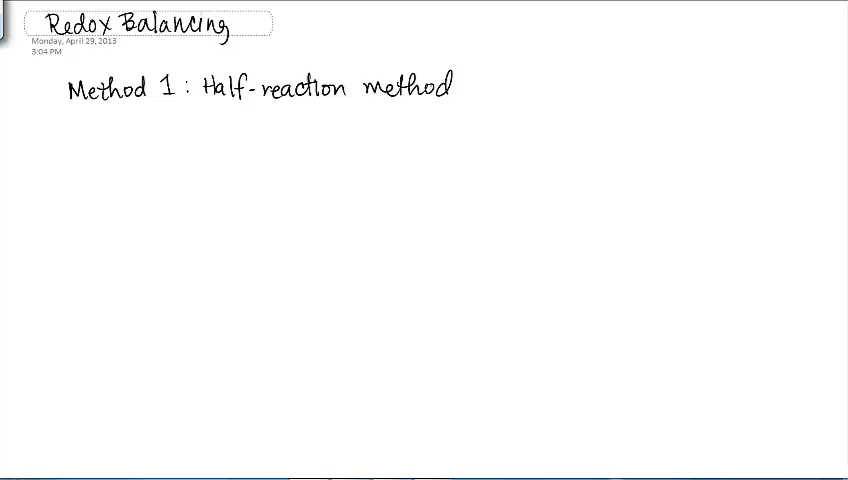 Redox Balancing
Monday, April 29, 2013
3:04 PM
Method 1 : Half-reaction method